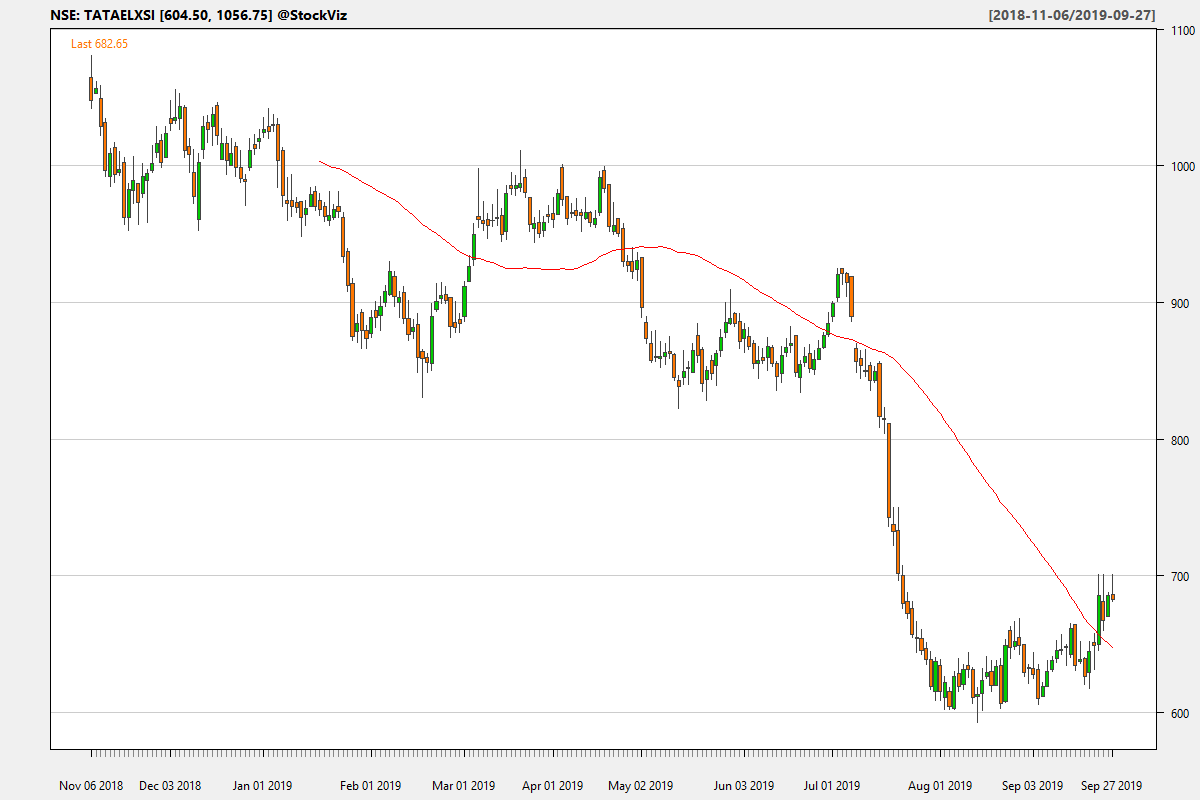 NSE: TATAELXSI [604.50, 1056.75] @StockViz
[2018-11-06/2019-09-27]
Last 682.65
1100
1000
900
800
700
600
Nov 06 2018 Dec 03 2018 Jan 01 2019 Feb 01 2019 Mar 01 2019 Apr 01 2019 May 02 2019 Jun 03 2019 Jul 01 2019 Aug 01 2019 Sep 03 2019 Sep 27 2019